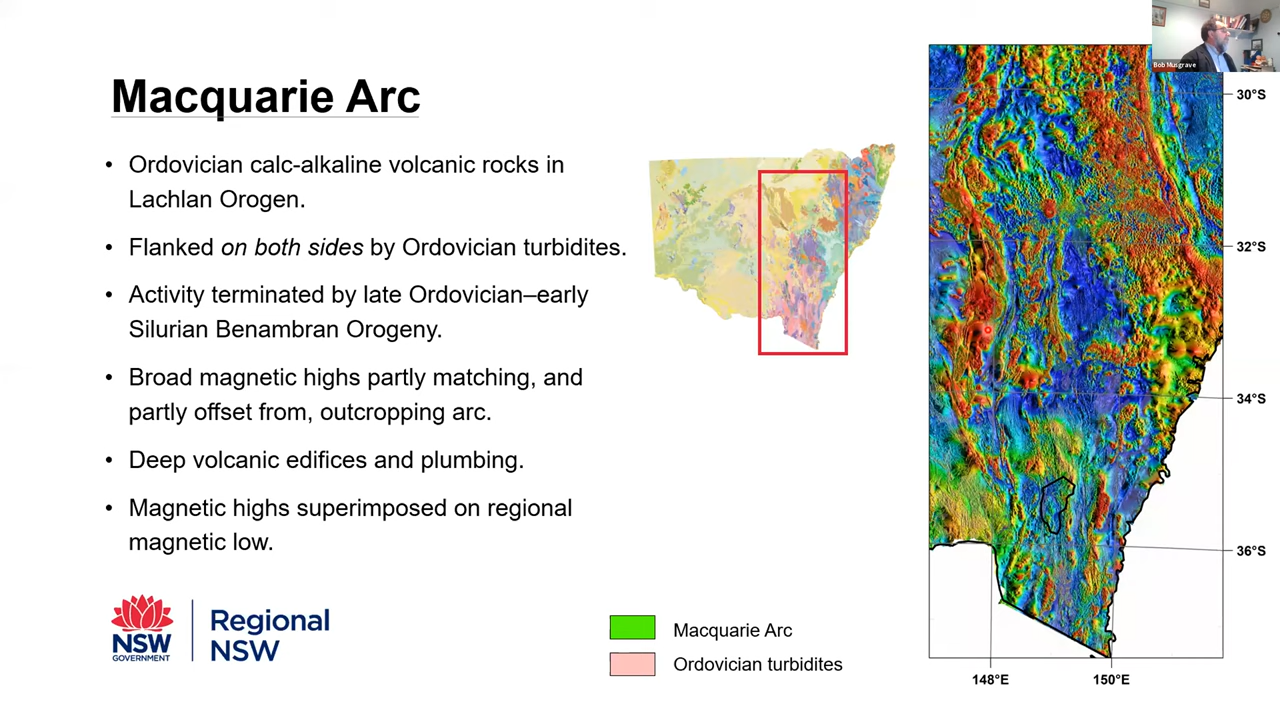 Bob Musgrave
Macquarie Arc
• Ordovician calc-alkaline volcanic rocks in
Lachlan Orogen.
• Flanked on both sides by Ordovician turbidites.
• Activity terminated by late Ordovician–early
Silurian Benambran Orogeny.
• Broad magnetic highs partly matching, and
partly offset from, outcropping arc.
• Deep volcanic edifices and plumbing.
• Magnetic highs superimposed on regional
magnetic low.
30°S
32°S
34°S
36°S
148°E
150°E
Macquarie Arc
Ordovician turbidites
NSW
GOVERNMENT
Regional
NSW